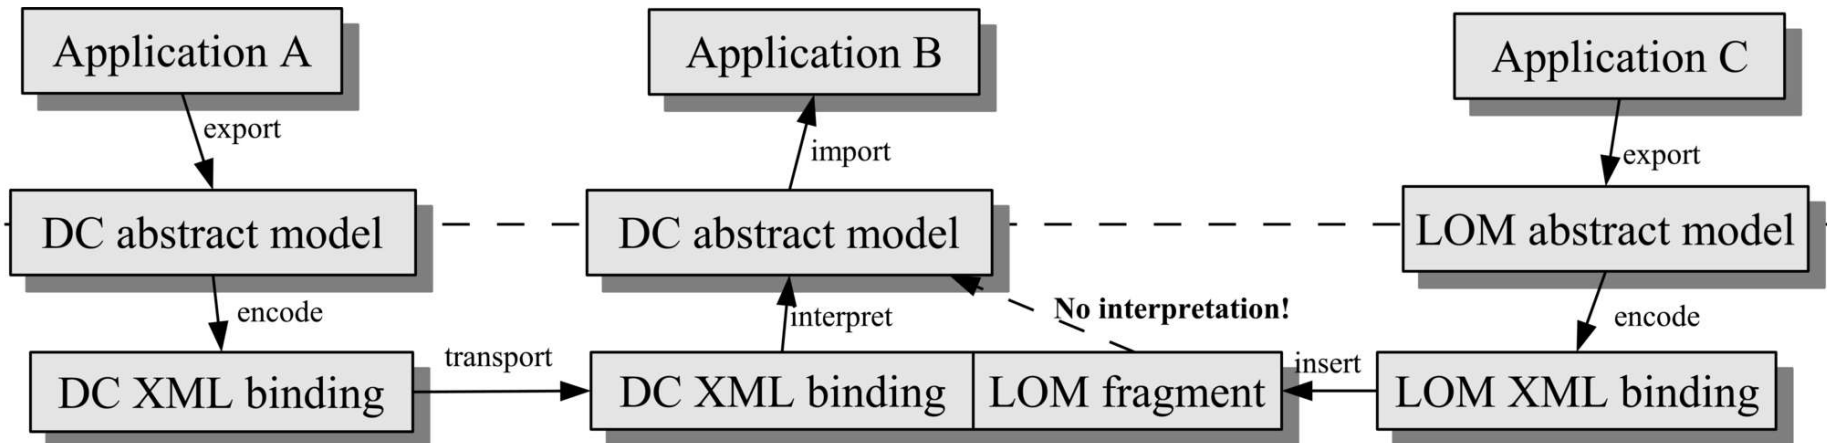 Application A
Application B
Application C
export
import
export
DC abstract model
DC abstract model
LOM abstract model
encode
interpret
No interpretation!
encode
transport
insert
DC XML binding
DC XML binding
LOM fragment
LOM XML binding